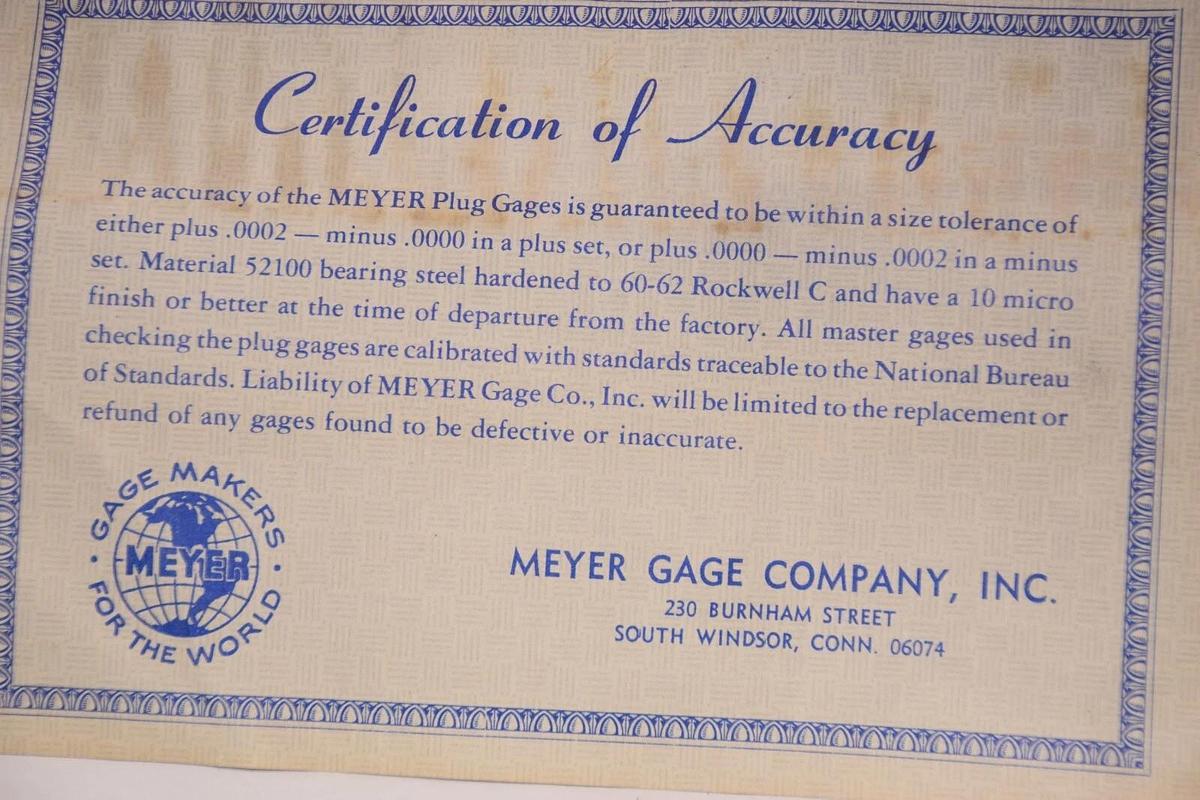 Certification of Accuracy
The accuracy of the MEYER Plug Gages is guaranteed to be within a size tolerance of
either plus .0002 — minus .0000 in a plus set, or plus .0000 — minus .0002 in a minus
set. Material 52100 bearing steel hardened to 60-62 Rockwell C and have a 10 micro
finish or better at the time of departure from the factory. All master gages used in
checking the plug gages are calibrated with standards traceable to the National Bureau
of Standards. Liability of MEYER Gage Co., Inc. will be limited to the replacement or
refund of any gages found to be defective or inaccurate.
GAGE MAKERS
MEYER
FOR THE WORLD
MEYER GAGE COMPANY, INC.
230 BURNHAM STREET
SOUTH WINDSOR, CONN. 06074